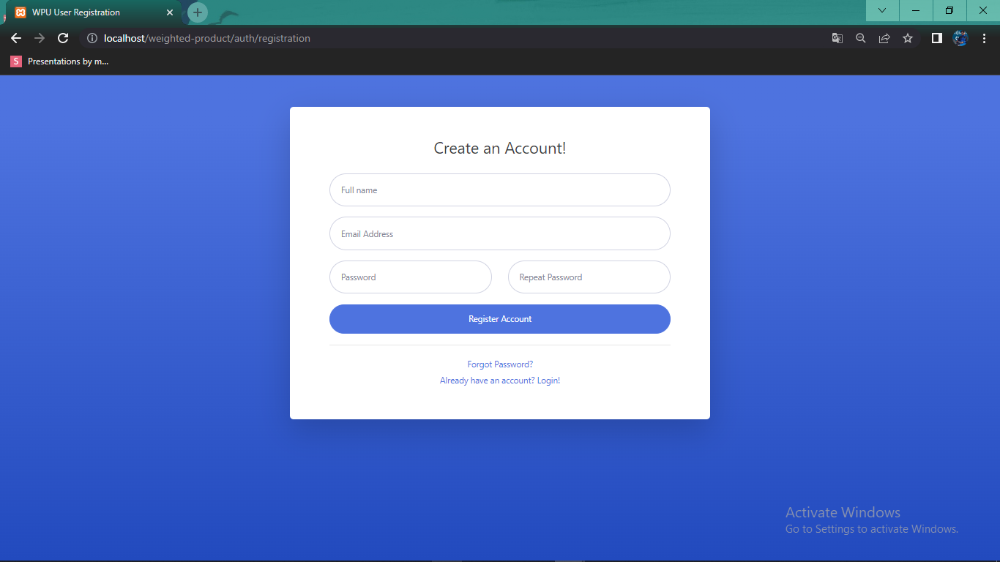 WPU User Registration
localhost/weighted-product/auth/registration
S Presentations by m...
Create an Account!
Full name
Email Address
Password Repeat Password
Register Account
Forgot Password?
Already have an account? Login!
Activate Windows
Go to Settings to activate Windows.